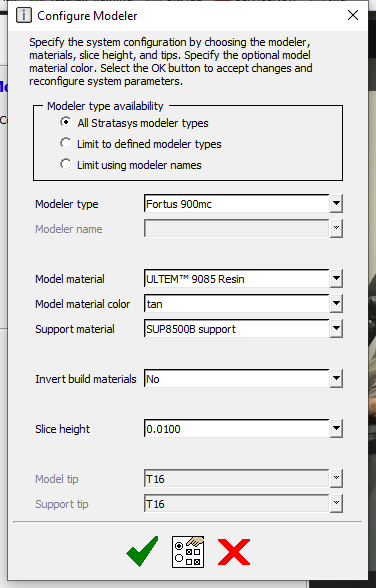 Configure Modeler
Specify the system configuration by choosing the modeler,
materials, slice height, and tips. Specify the optional model
material color. Select the OK button to accept changes and
reconfigure system parameters.
Modeler type availability
All Stratasys modeler types
Limit to defined modeler types
Limit using modeler names
Modeler type Fortus 900mc
Modeler name
Model material ULTEM™ 9085 Resin
Model material color tan
Support material SUP8500B support
Invert build materials No
Slice height 0.0100
Model tip T16
Support tip T16